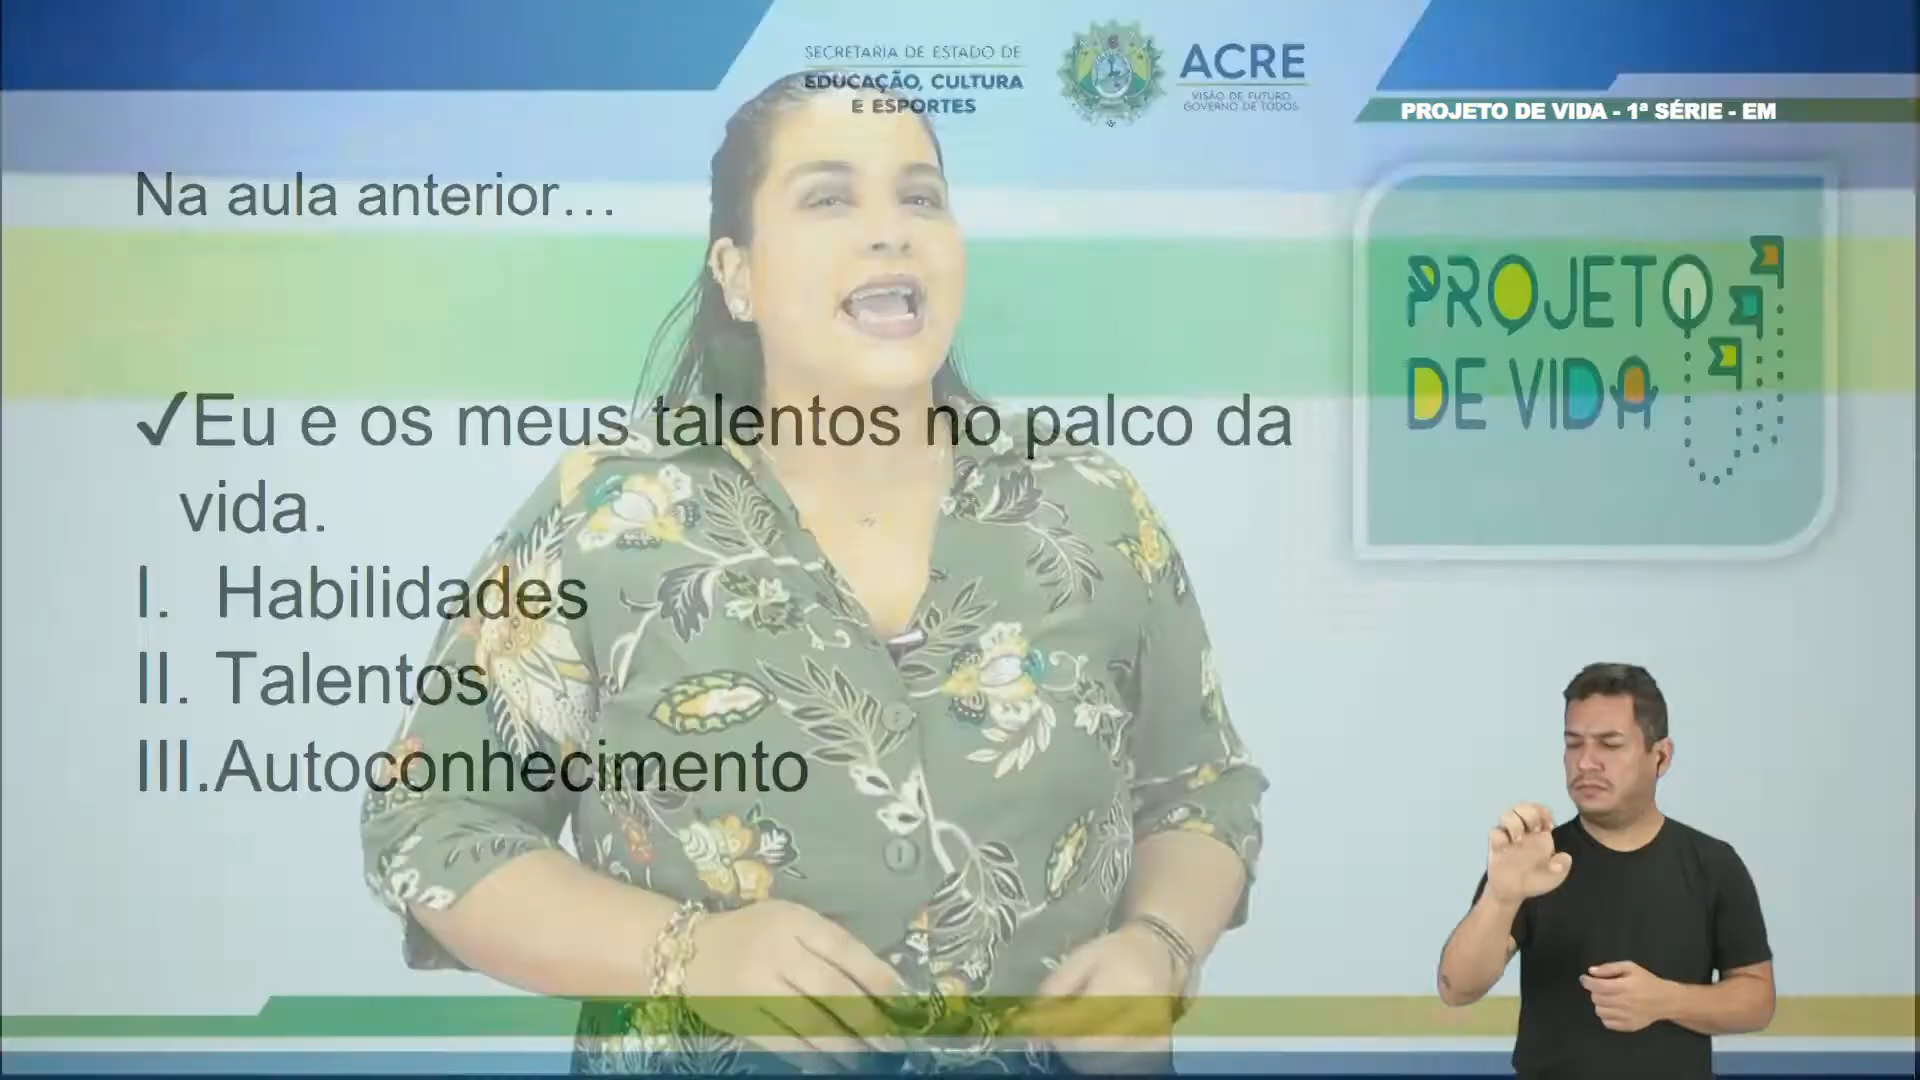 SECRETARIA DE ESTADO DE
EDUCAÇÃO, CULTURA
E ESPORTES
ACRE
VISÃO DE FUTURO
GOVERNO DE TODOS
PROJETO DE VIDA - 1ª SÉRIE - EM
Na aula anterior...
PROJETO
DE VIDA
✓Eu e os meus talentos no palco da
vida.
I. Habilidades
II. Talentos
III.Autoconhecimento